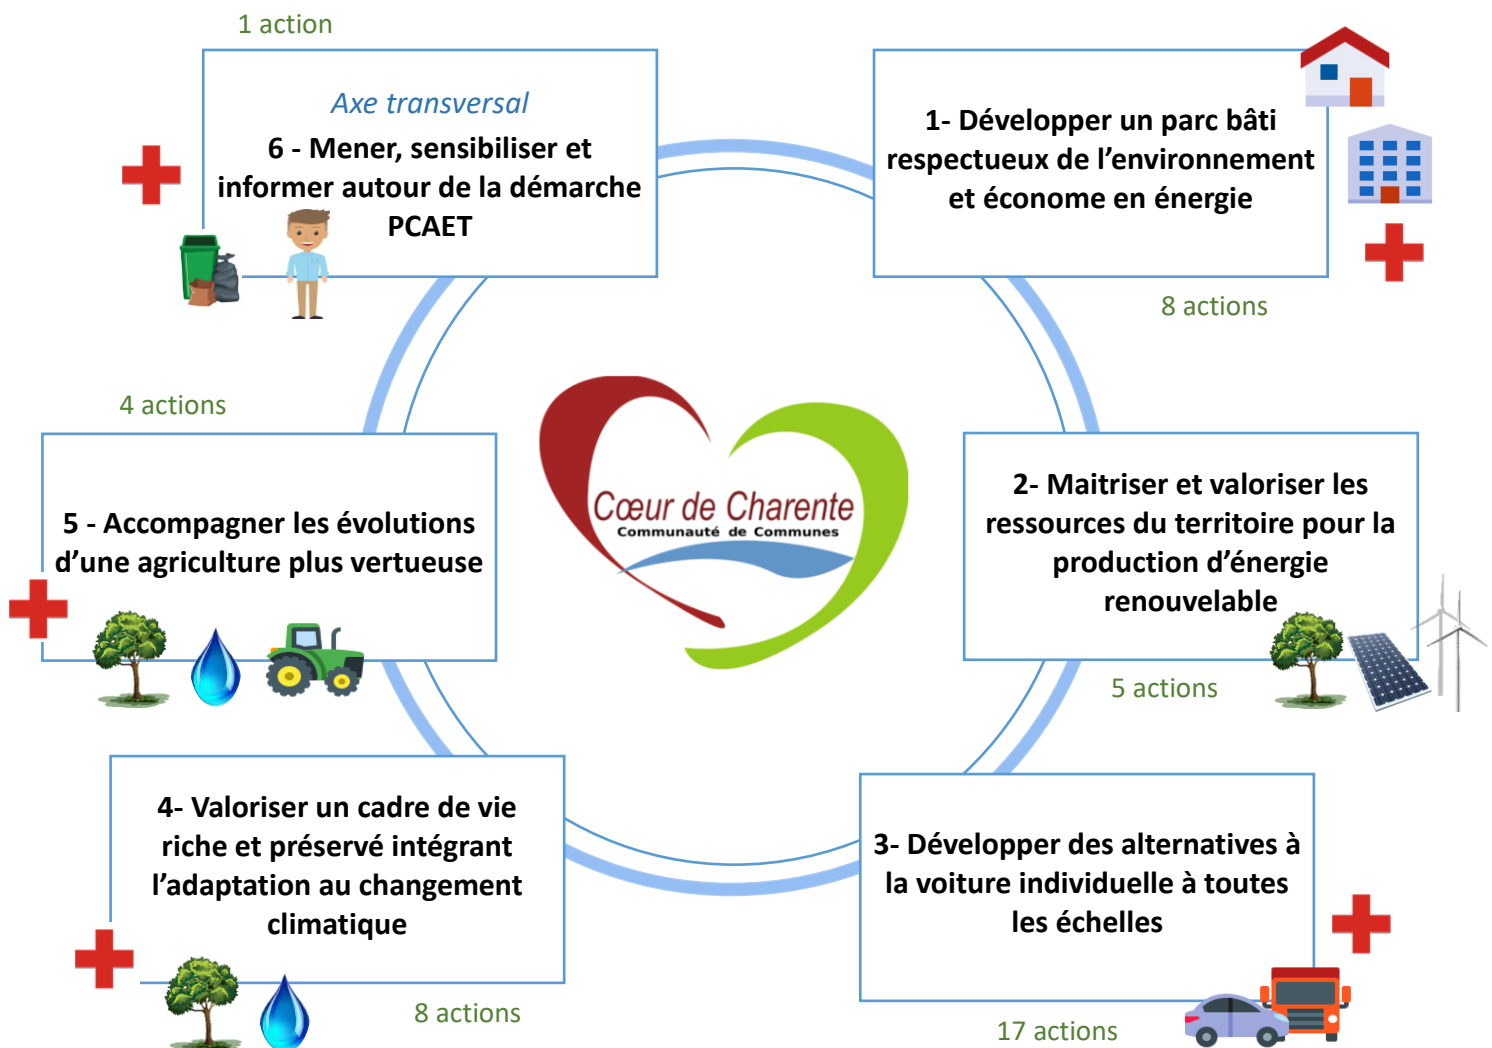 1 action
Axe transversal
6 - Mener, sensibiliser et
informer autour de la démarche
PCAET
1- Développer un parc bâti
respectueux de l’environnement
et économe en énergie
8 actions
4 actions
5 - Accompagner les évolutions
d’une agriculture plus vertueuse
Cœur de Charente
Communauté de Communes
2- Maitriser et valoriser les
ressources du territoire pour la
production d’énergie
renouvelable
5 actions
4- Valoriser un cadre de vie
riche et préservé intégrant
l’adaptation au changement
climatique
8 actions
3- Développer des alternatives à
la voiture individuelle à toutes
les échelles
17 actions